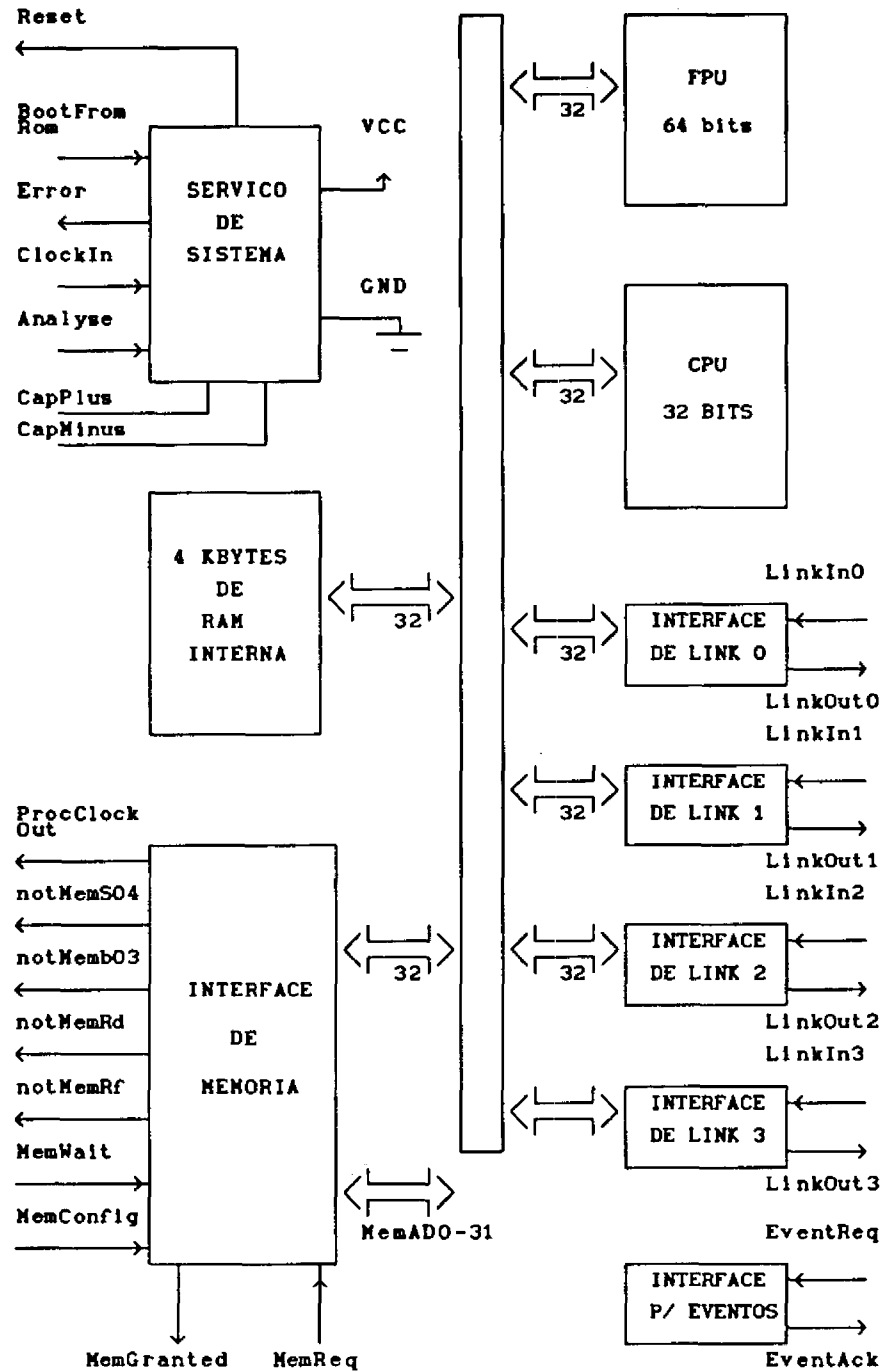 Reset
BootFrom
Rom
Error
ClockIn
Analyse
CapPlus
CapMinus
SERVICO
DE
SISTEMA
VCC
GND
4 KBYTES
DE
RAM
INTERNA
32
ProcClock
Out
notMemS04
notMemb03
notMemRd
notMemRf
MemWait
MemConfig
INTERFACE
DE
MEMORIA
32
MemAD0-31
MemGranted
MemReq
32
FPU
64 bits
32
CPU
32 BITS
32
LinkIn0
INTERFACE
DE LINK 0
LinkOut0
32
LinkIn1
INTERFACE
DE LINK 1
LinkOut1
32
LinkIn2
INTERFACE
DE LINK 2
LinkOut2
LinkIn3
INTERFACE
DE LINK 3
LinkOut3
EventReq
INTERFACE
P/ EVENTOS
EventAck